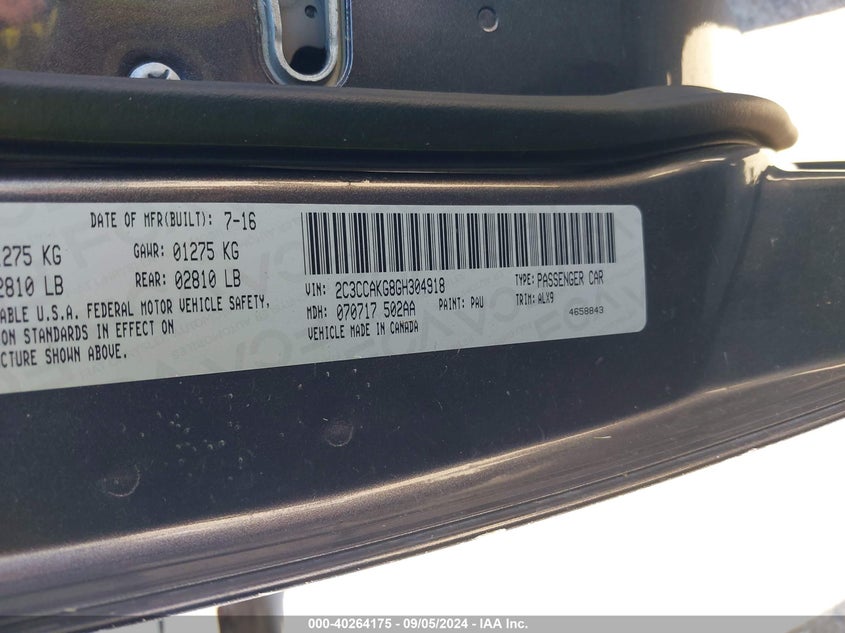 DATE OF MFR(BUILT): 7-16
1275 KG GAWR: 01275 KG
2810 LB REAR: 02810 LB
ABLE U.S.A. FEDERAL MOTOR VEHICLE SAFETY,
ON STANDARDS IN EFFECT ON
CTURE SHOWN ABOVE.
VIN: 2C3CCAKG8GH304918 TYPE: PASSENGER CAR
MDH: 070717 502AA PAINT: PAU TRIM: ALX9
VEHICLE MADE IN CANADA 4658843
000-40264175 - 09/05/2024 - IAA Inc.